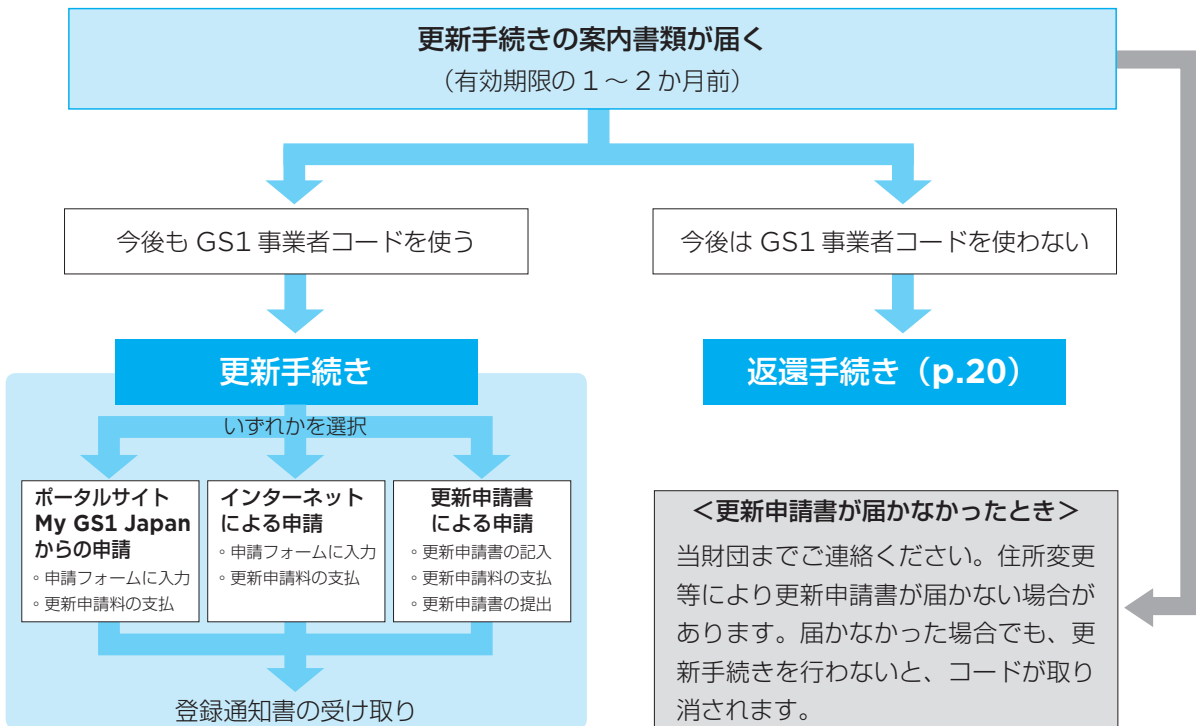 更新手続きの案内書類が届く
（有効期限の 1 ～ 2 か月前）
今後も GS1 事業者コードを使う
今後は GS1 事業者コードを使わない
更新手続き
返還手続き（p.20）
いずれかを選択
ポータルサイト
My GS1 Japan
からの申請
◦申請フォームに入力
◦更新申請料の支払
インターネット
による申請
◦申請フォームに入力
◦更新申請料の支払
更新申請書
による申請
◦更新申請書の記入
◦更新申請料の支払
◦更新申請書の提出
登録通知書の受け取り
＜更新申請書が届かなかったとき＞
当財団までご連絡ください。住所変更
等により更新申請書が届かない場合が
あります。届かなかった場合でも、更
新手続きを行わないと、コードが取り
消されます。